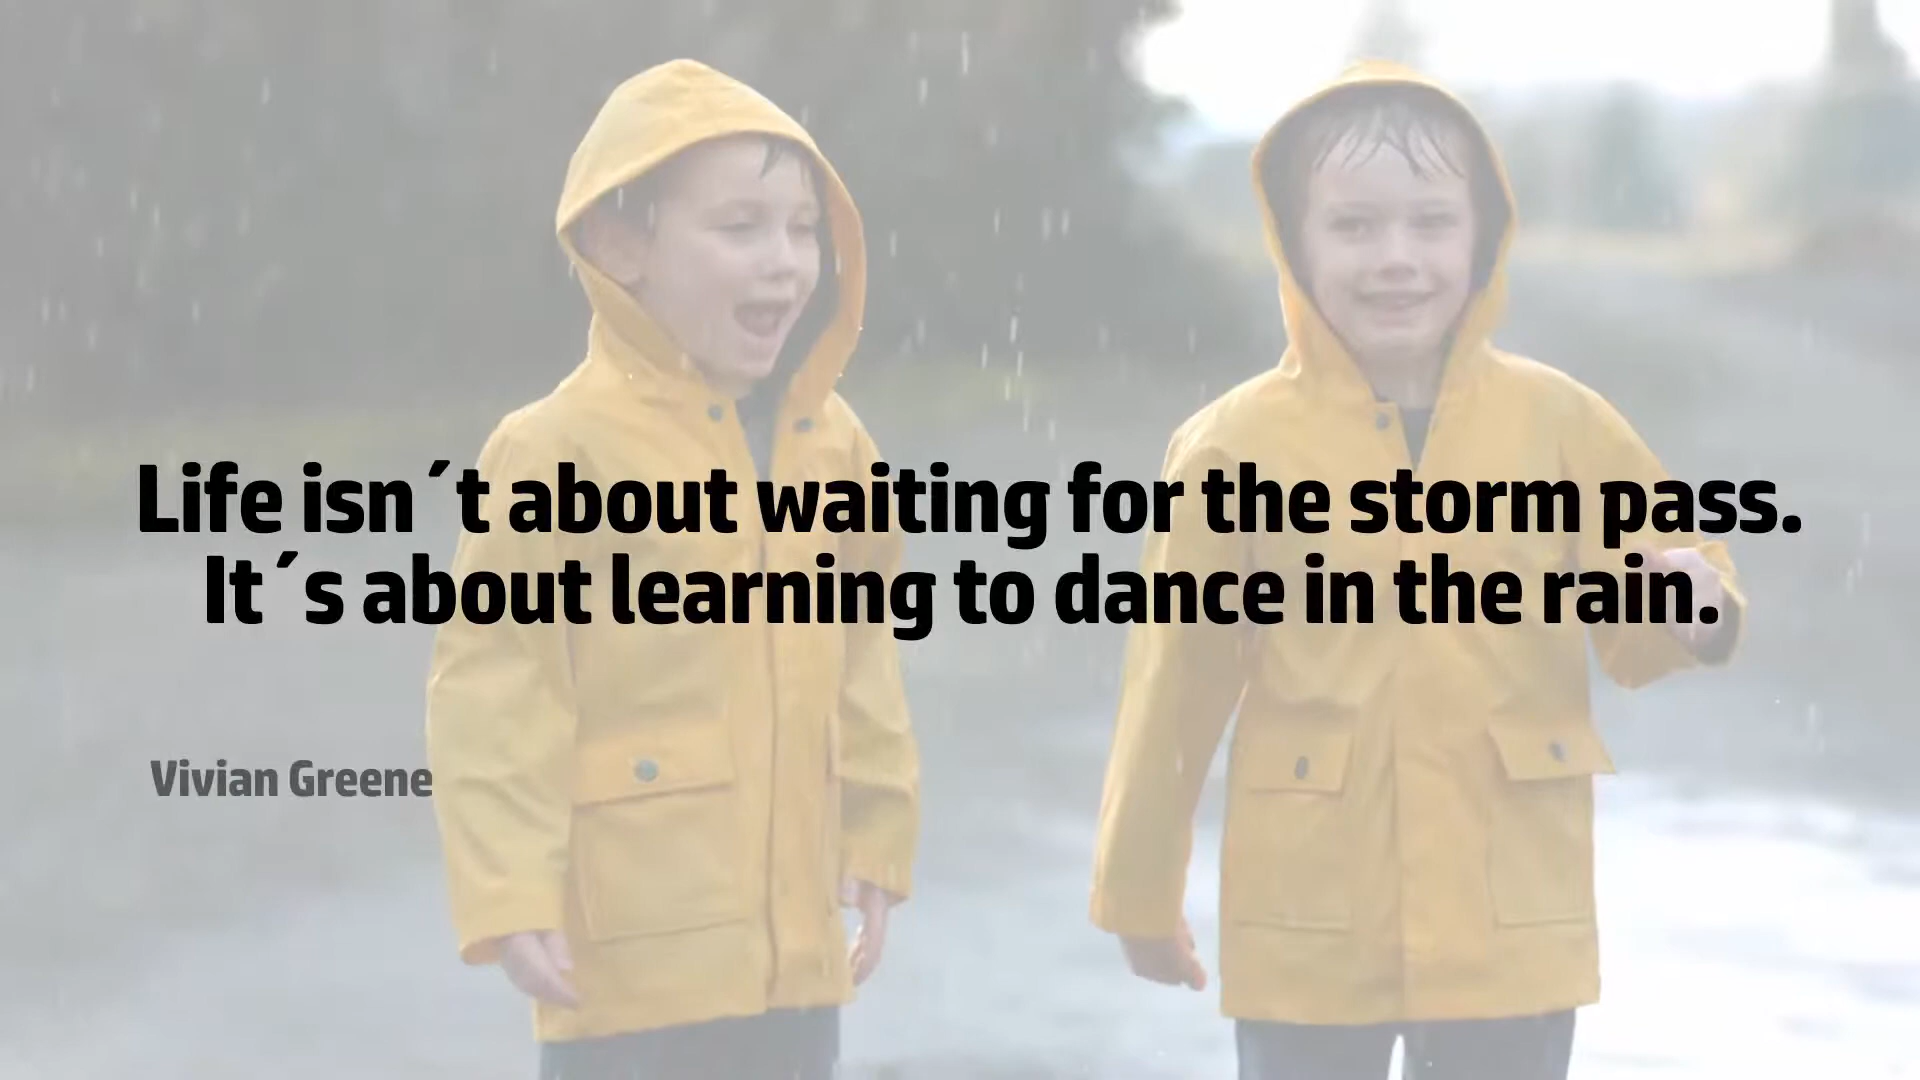 Life isn´t about waiting for the storm pass.
It´s about learning to dance in the rain.
Vivian Greene